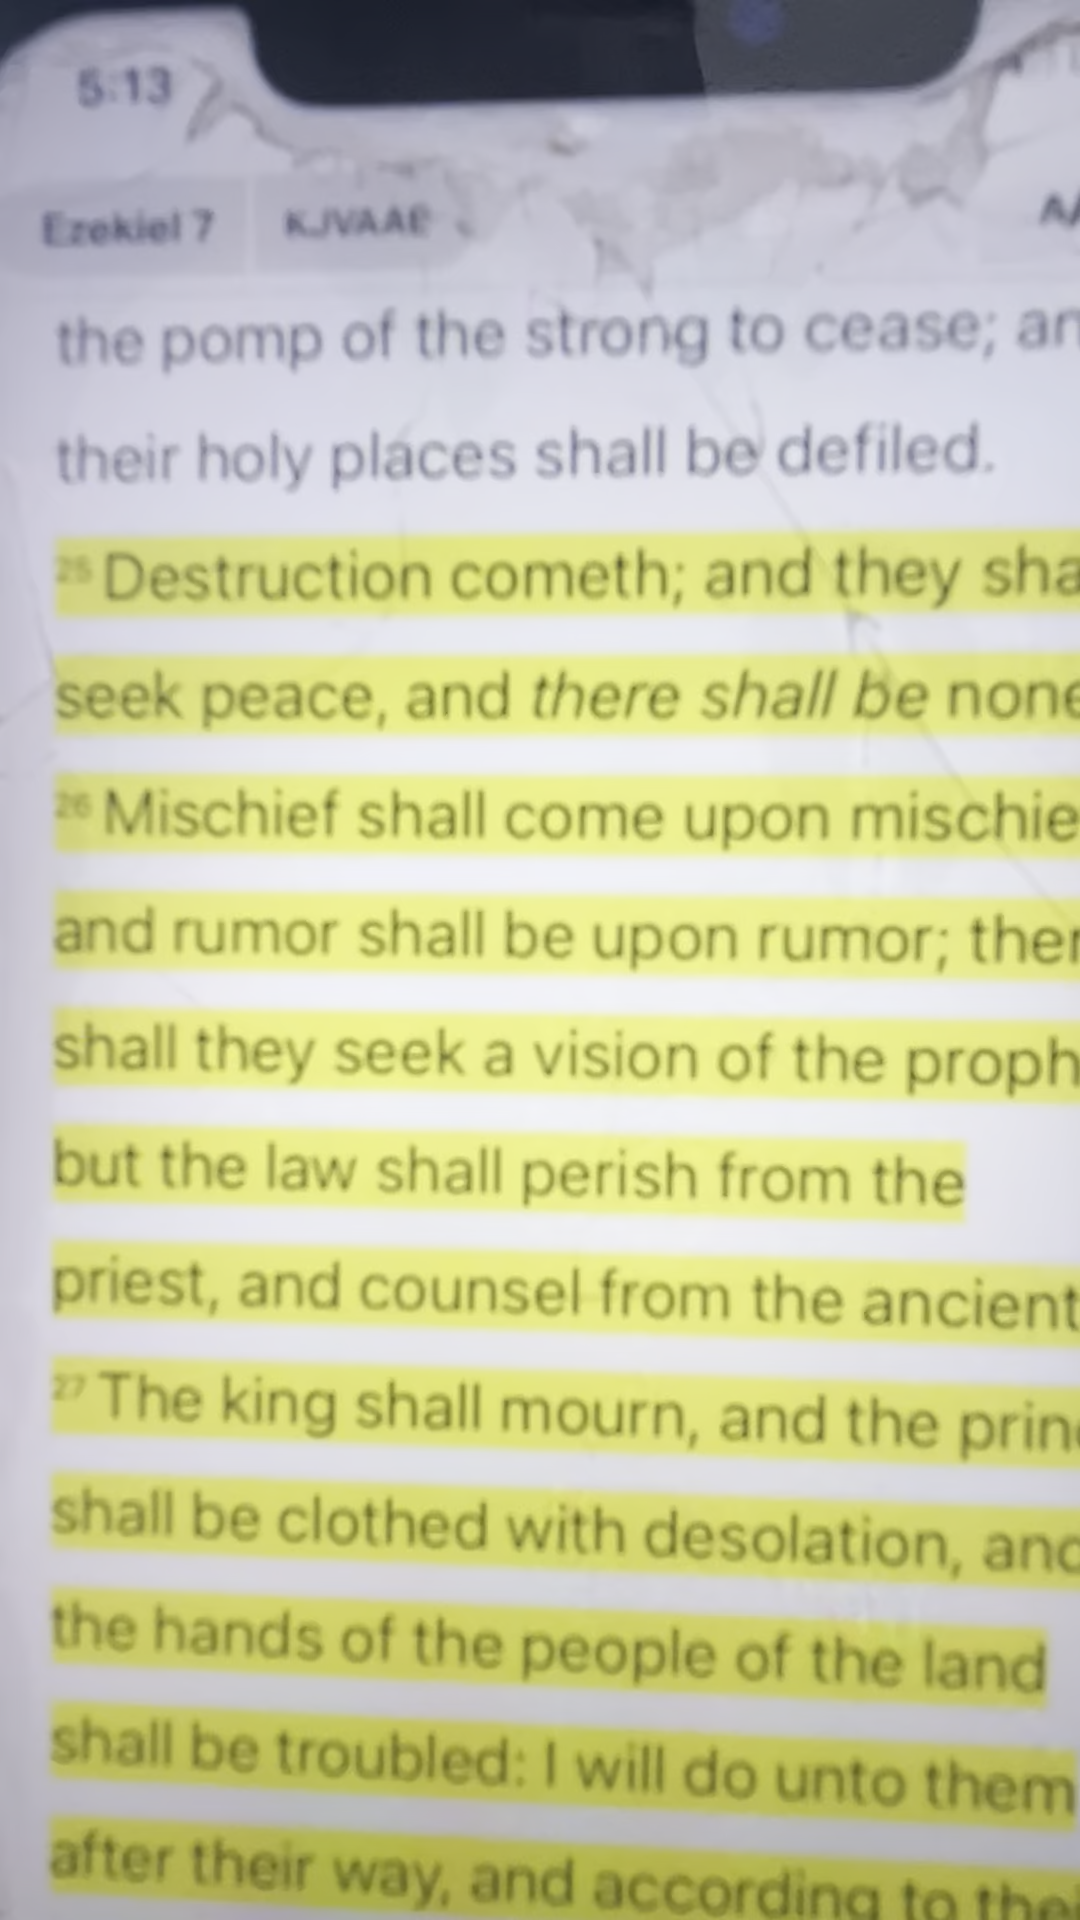 5:13
Ezekiel 7 KJVAAE
the pomp of the strong to cease; an
their holy places shall be defiled.
25 Destruction cometh; and they sha
seek peace, and there shall be none
26 Mischief shall come upon mischie
and rumor shall be upon rumor; then
shall they seek a vision of the proph
but the law shall perish from the
priest, and counsel from the ancient
27 The king shall mourn, and the prin
shall be clothed with desolation, and
the hands of the people of the land
shall be troubled: I will do unto them
after their way, and according to thei